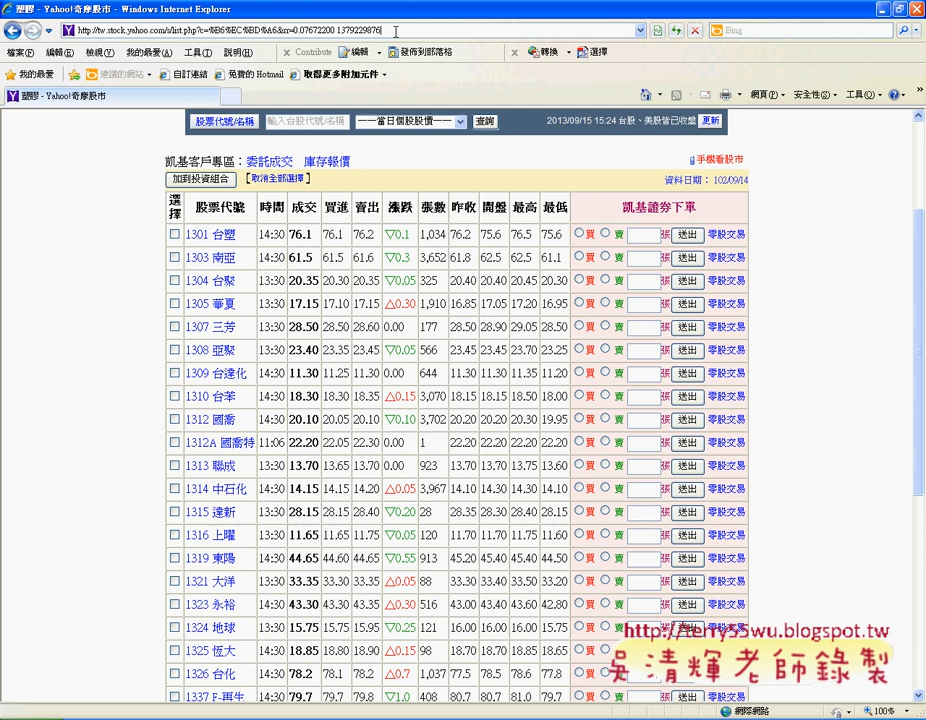 塑膠 - Yahoo!奇摩股市 - Windows Internet Explorer
http://tw.stock.yahoo.com/s/list.php?c=%B6%EC%BD%A6&rr=0.07672200 1379229876
Bing
檔案(F) 編輯(E) 檢視(V) 我的最愛(A) 工具(T) 說明(H) × Contribute 編輯 發佈到部落格 × 轉換 選擇
我的最愛 建議的網站 自訂連結 免費的 Hotmail 取得更多附加元件
塑膠 - Yahoo!奇摩股市 網頁(P) 安全性(S) 工具(O)
股票代號/名稱 輸入台股代號/名稱 ──當日個股股價── 查詢 2013/09/15 15:24 台股、美股皆已收盤 更新
凱基客戶專區：委託成交 庫存報價 手機看股市
加到投資組合 【取消全部選擇】 資料日期： 102/09/14
選擇 股票代號 時間 成交 買進 賣出 漲跌 張數 昨收 開盤 最高 最低 凱基證券下單
1301 台塑 14:30 76.1 76.1 76.2 ▽0.1 1,034 76.2 75.6 76.5 75.6 買 賣 張 送出 零股交易
1303 南亞 14:30 61.5 61.5 61.6 ▽0.3 3,652 61.8 62.5 62.5 61.1 買 賣 張 送出 零股交易
1304 台聚 13:30 20.35 20.30 20.35 ▽0.05 325 20.40 20.40 20.45 20.30 買 賣 張 送出 零股交易
1305 華夏 14:30 17.15 17.10 17.15 △0.30 1,910 16.85 17.05 17.20 16.95 買 賣 張 送出 零股交易
1307 三芳 13:30 28.50 28.50 28.60 0.00 177 28.50 28.90 29.05 28.50 買 賣 張 送出 零股交易
1308 亞聚 13:30 23.40 23.35 23.45 ▽0.05 566 23.45 23.45 23.70 23.25 買 賣 張 送出 零股交易
1309 台達化 14:30 11.30 11.25 11.30 0.00 644 11.30 11.30 11.35 11.20 買 賣 張 送出 零股交易
1310 台苯 14:30 18.30 18.30 18.35 △0.15 3,070 18.15 18.15 18.50 18.00 買 賣 張 送出 零股交易
1312 國喬 14:30 20.10 20.05 20.10 ▽0.10 3,702 20.20 20.20 20.30 19.95 買 賣 張 送出 零股交易
1312A 國喬特 11:06 22.20 22.05 22.30 0.00 1 22.20 22.20 22.20 22.20 買 賣 張 送出 零股交易
1313 聯成 13:30 13.70 13.65 13.70 0.00 923 13.70 13.70 13.75 13.60 買 賣 張 送出 零股交易
1314 中石化 14:30 14.15 14.15 14.20 △0.05 3,967 14.10 14.30 14.30 14.10 買 賣 張 送出 零股交易
1315 達新 13:30 28.15 28.15 28.40 ▽0.20 28 28.35 28.30 28.40 28.15 買 賣 張 送出 零股交易
1316 上曜 13:30 11.65 11.65 11.75 ▽0.05 120 11.70 11.70 11.75 11.60 買 賣 張 送出 零股交易
1319 東陽 13:30 44.65 44.60 44.65 ▽0.55 913 45.20 45.40 45.40 44.50 買 賣 張 送出 零股交易
1321 大洋 13:30 33.35 33.30 33.35 △0.05 88 33.30 33.40 33.50 33.20 買 賣 張 送出 零股交易
1323 永裕 14:30 43.30 43.30 43.35 △0.30 516 43.00 43.40 43.60 42.80 買 賣 張 送出 零股交易
1324 地球 13:30 15.75 15.75 15.95 ▽0.25 121 16.00 16.00 16.00 15.75 買
http://terry55wu.blogspot.tw
1325 恆大 14:30 18.85 18.80 18.90 △0.15 98 18.70 18.70 18.85 18.65 買
1326 台化 14:30 78.2 78.1 78.2 △0.7 1,037 77.5 78.5 78.6 77.8 買
吳清輝老師錄製
1337 F-再生 14:30 79.7 79.7 79.8 ▽1.0 408 80.7 80.7 81.0 79.7 買 賣 張 送出 零股交易
網際網路 100%